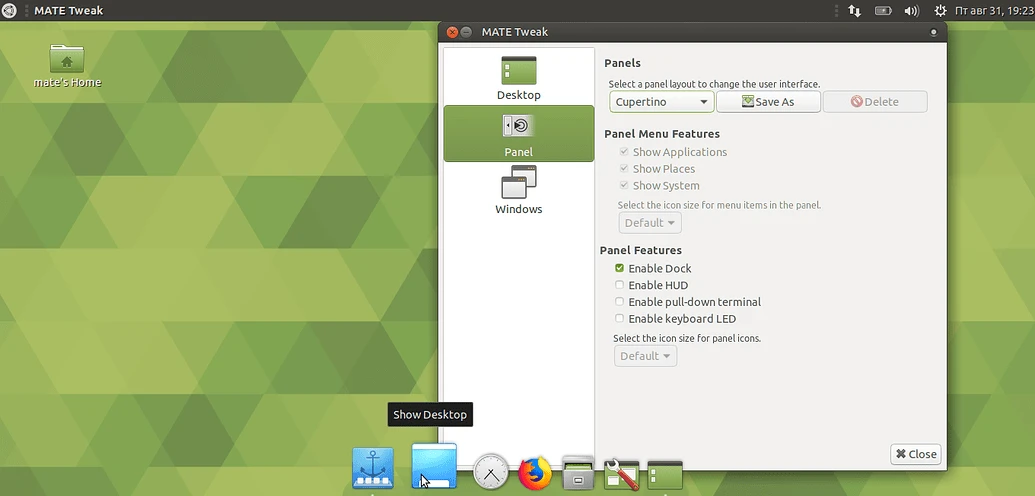 MATE Tweak
Пт авг 31, 19:23
mate's Home
MATE Tweak
Desktop
Panel
Windows
Panels
Select a panel layout to change the user interface.
Cupertino
Save As
Delete
Panel Menu Features
Show Applications
Show Places
Show System
Select the icon size for menu items in the panel.
Default
Panel Features
Enable Dock
Enable HUD
Enable pull-down terminal
Enable keyboard LED
Select the icon size for panel icons.
Default
Show Desktop
Close